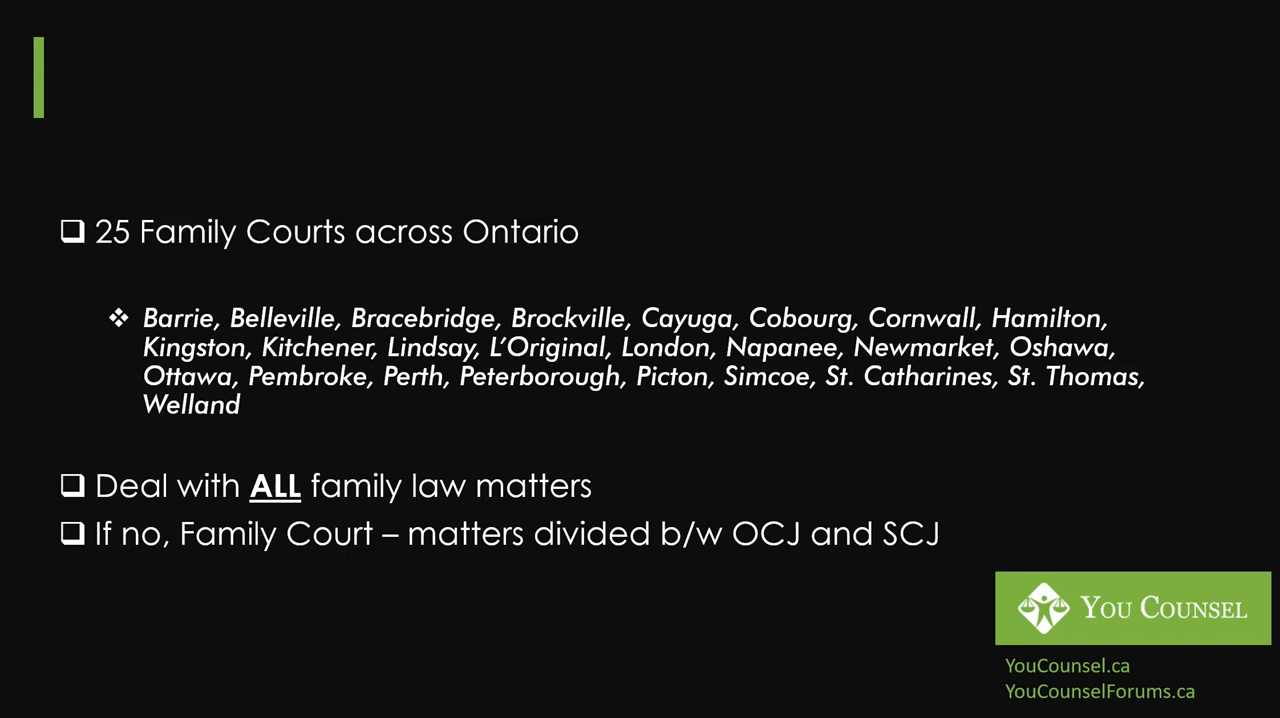 25 Family Courts across Ontario
Barrie, Belleville, Bracebridge, Brockville, Cayuga, Cobourg, Cornwall, Hamilton,
Kingston, Kitchener, Lindsay, L’Original, London, Napanee, Newmarket, Oshawa,
Ottawa, Pembroke, Perth, Peterborough, Picton, Simcoe, St. Catharines, St. Thomas,
Welland
Deal with ALL family law matters
If no, Family Court – matters divided b/w OCJ and SCJ
YOU COUNSEL
YouCounsel.ca
YouCounselForums.ca